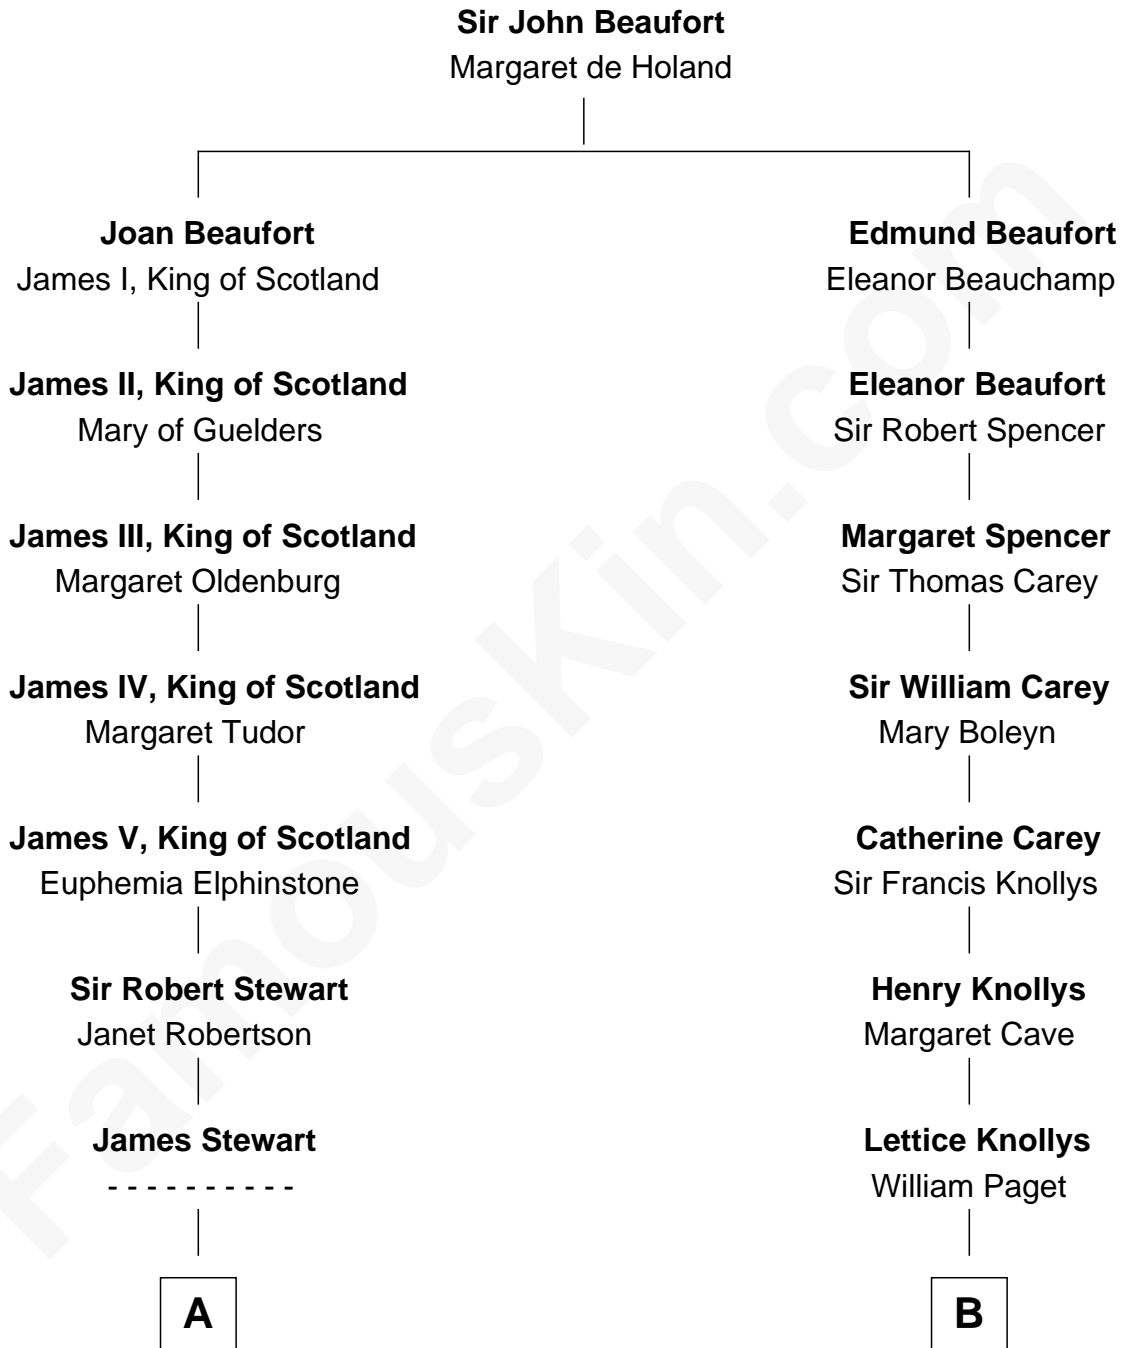 Sir John Beaufort
Margaret de Holand
Joan Beaufort
James I, King of Scotland
James II, King of Scotland
Mary of Guelders
James III, King of Scotland
Margaret Oldenburg
James IV, King of Scotland
Margaret Tudor
James V, King of Scotland
Euphemia Elphinstone
Sir Robert Stewart
Janet Robertson
James Stewart
- - - - - - - - - -
A
Edmund Beaufort
Eleanor Beauchamp
Eleanor Beaufort
Sir Robert Spencer
Margaret Spencer
Sir Thomas Carey
Sir William Carey
Mary Boleyn
Catherine Carey
Sir Francis Knollys
Henry Knollys
Margaret Cave
Lettice Knollys
William Paget
B
FamousKin.com